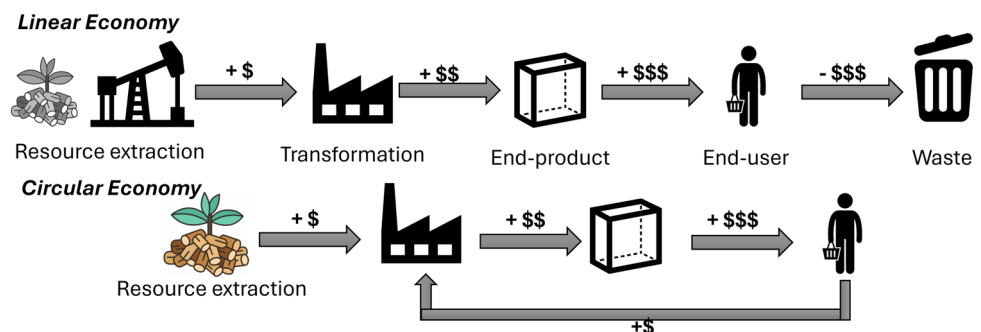 Linear Economy
+ $
+ $$
+ $$$
- $$$
Resource extraction
Transformation
End-product
End-user
Waste
Circular Economy
+ $
+ $$
+ $$$
Resource extraction
+$